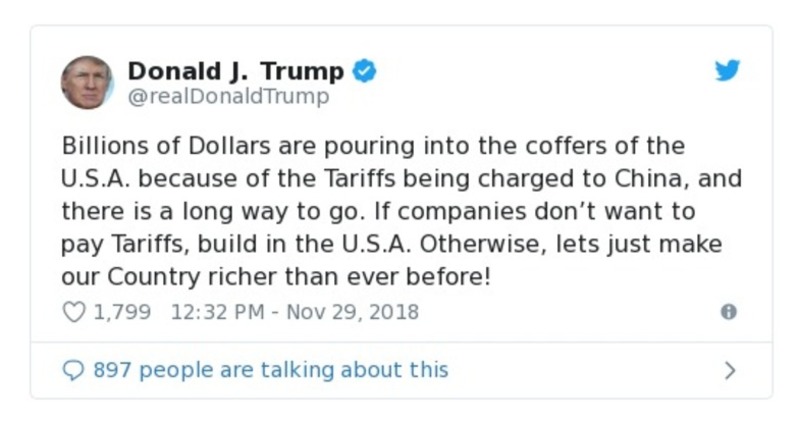 Donald J. Trump
@realDonaldTrump
Billions of Dollars are pouring into the coffers of the
U.S.A. because of the Tariffs being charged to China, and
there is a long way to go. If companies don’t want to
pay Tariffs, build in the U.S.A. Otherwise, lets just make
our Country richer than ever before!
1,799 12:32 PM - Nov 29, 2018
897 people are talking about this